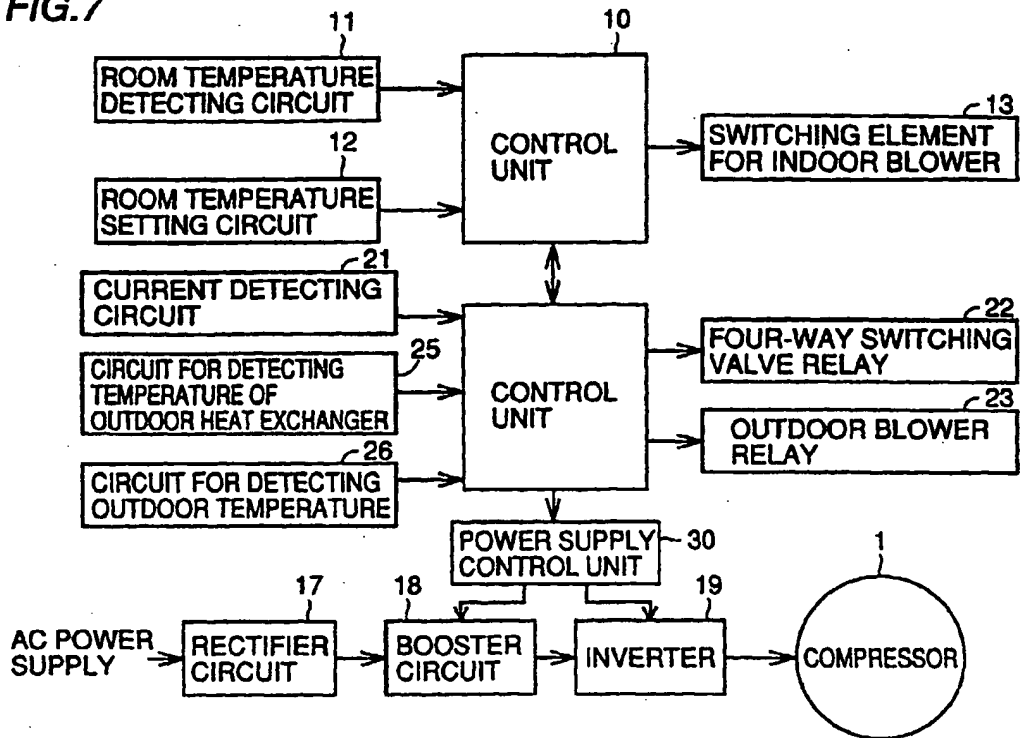 FIG.7
11
ROOM TEMPERATURE
DETECTING CIRCUIT
12
ROOM TEMPERATURE
SETTING CIRCUIT
10
CONTROL
UNIT
13
SWITCHING ELEMENT
FOR INDOOR BLOWER
21
CURRENT DETECTING
CIRCUIT
25
CIRCUIT FOR DETECTING
TEMPERATURE OF
OUTDOOR HEAT EXCHANGER
26
CIRCUIT FOR DETECTING
OUTDOOR TEMPERATURE
CONTROL
UNIT
22
FOUR-WAY SWITCHING
VALVE RELAY
23
OUTDOOR BLOWER
RELAY
POWER SUPPLY
CONTROL UNIT
30
AC POWER
SUPPLY
17
RECTIFIER
CIRCUIT
18
BOOSTER
CIRCUIT
19
INVERTER
1
COMPRESSOR